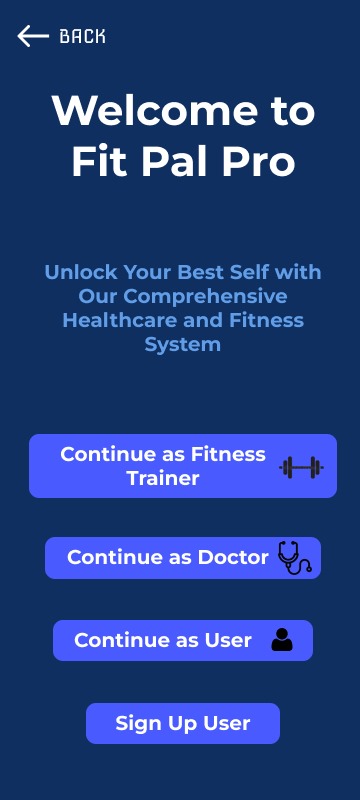 BACK
Welcome to
Fit Pal Pro
Unlock Your Best Self with
Our Comprehensive
Healthcare and Fitness
System
Continue as Fitness
Trainer
Continue as Doctor
Continue as User
Sign Up User